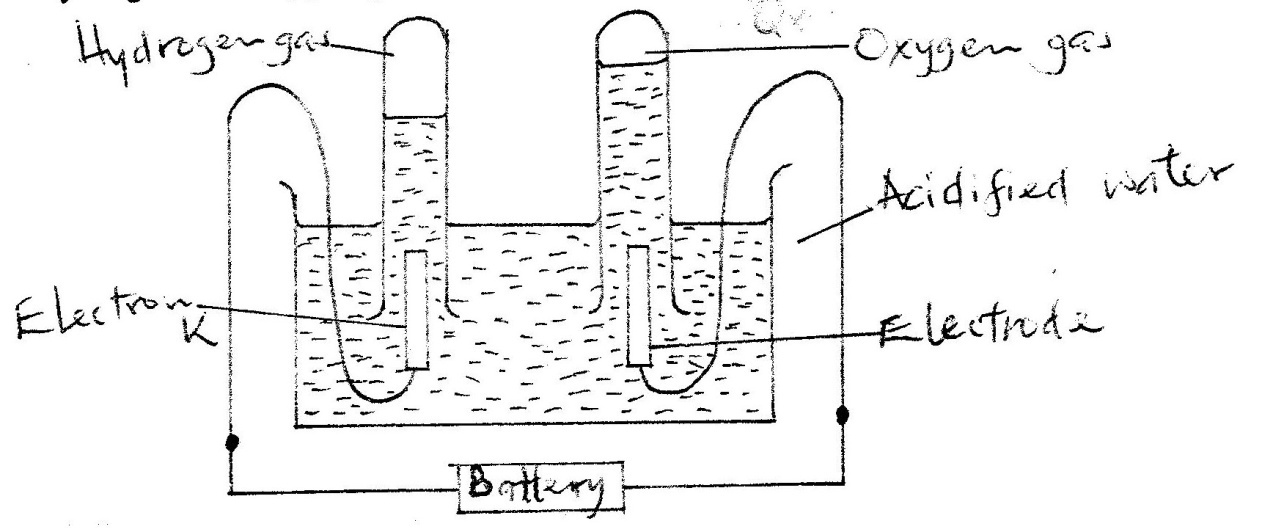 Hydrogen gas
Oxygen gas
Acidified water
Electron
K
Electrode
Battery